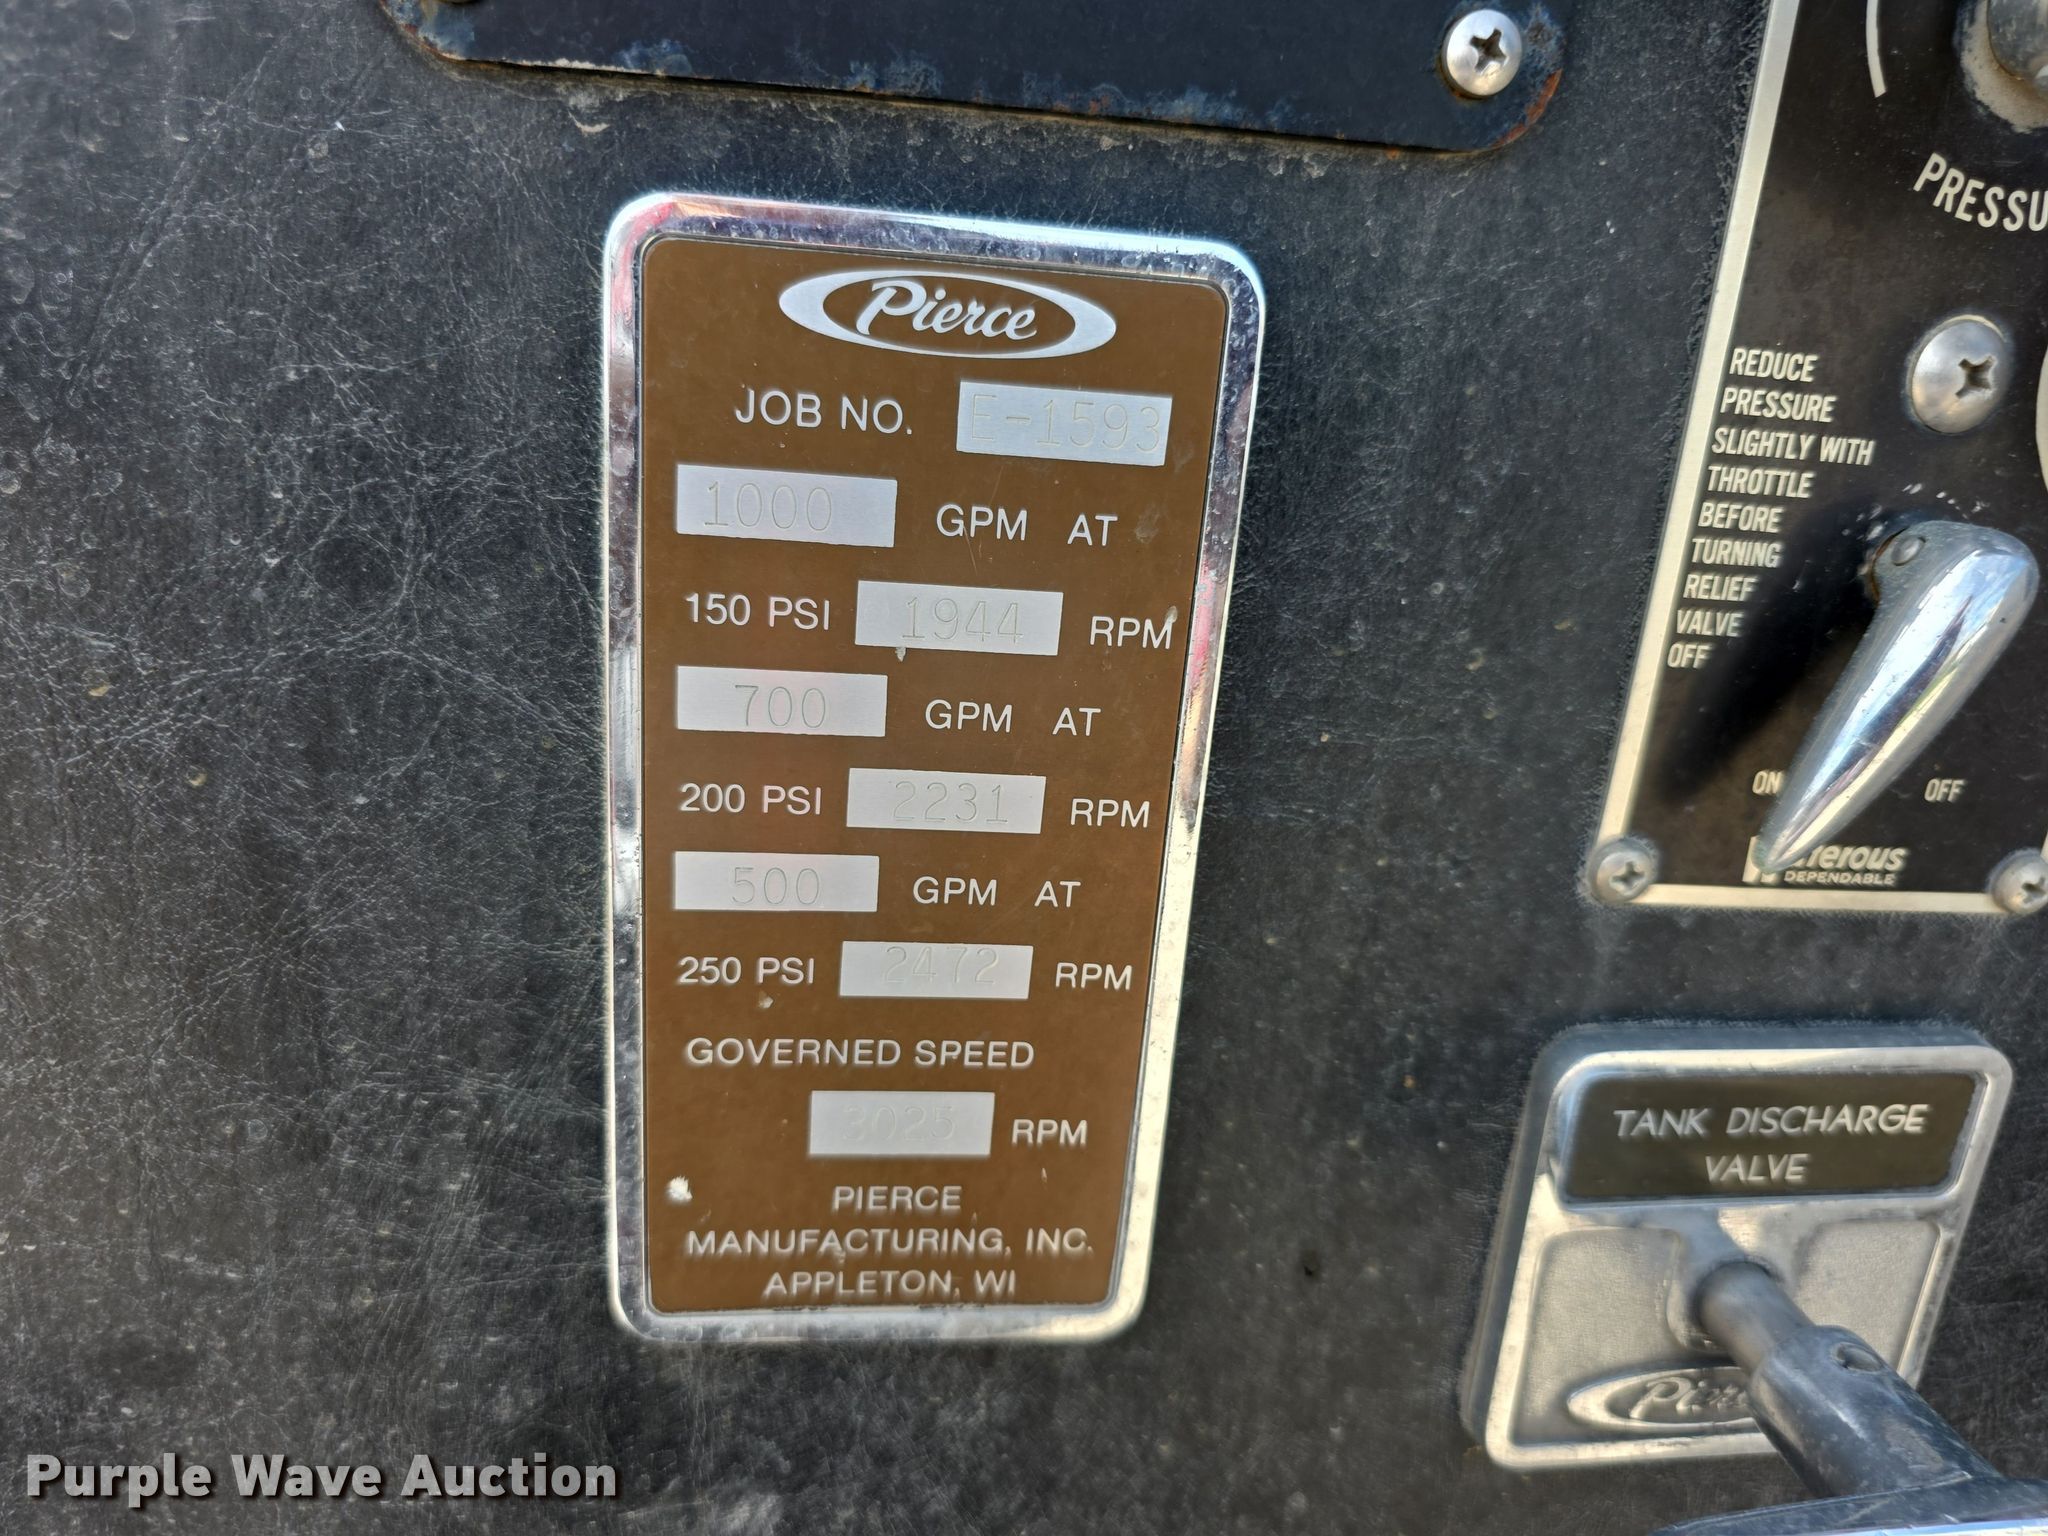 Pierce
JOB NO. E-1593
1000 GPM AT
150 PSI 1944 RPM
700 GPM AT
200 PSI 2231 RPM
500 GPM AT
250 PSI 2472 RPM
GOVERNED SPEED
3025 RPM
PIERCE
MANUFACTURING, INC.
APPLETON, WI
REDUCE
PRESSURE
SLIGHTLY WITH
THROTTLE
BEFORE
TURNING
RELIEF
VALVE
OFF
ON OFF
DEPENDABLE
TANK DISCHARGE
VALVE
Pierce
Purple Wave Auction